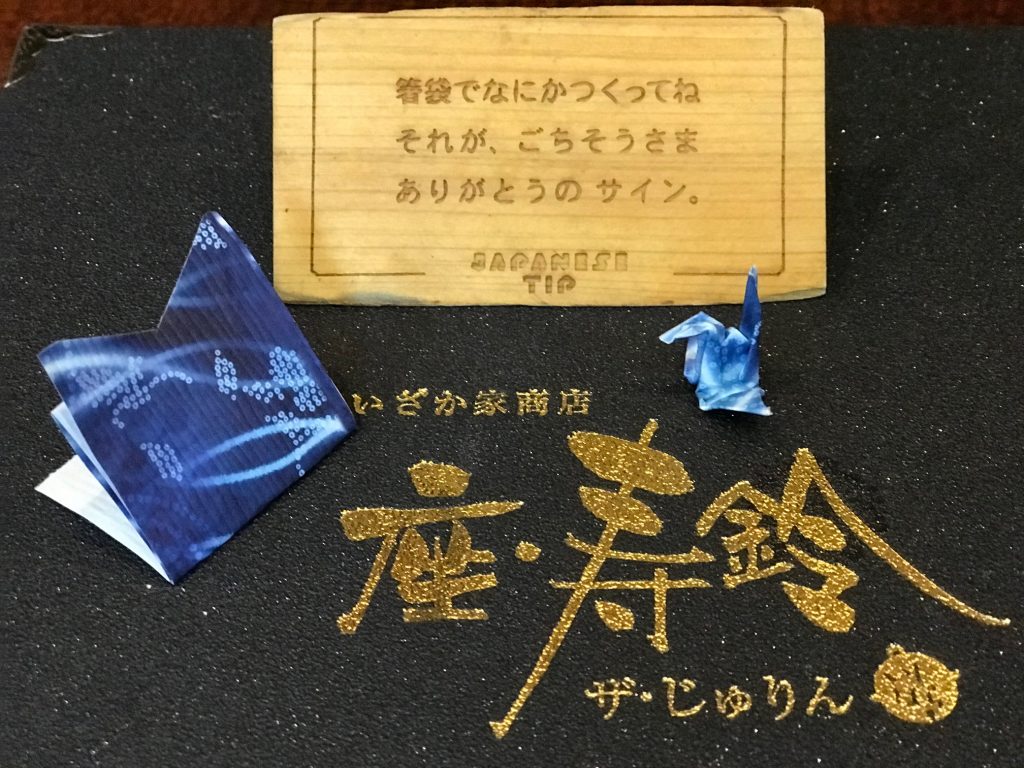 箸袋でなにかつくってね
それが、ごちそうさま
ありがとうの サイン。
JAPANESE
TIP
いざか家商店
座・寿鈴
ザ・じゅりん